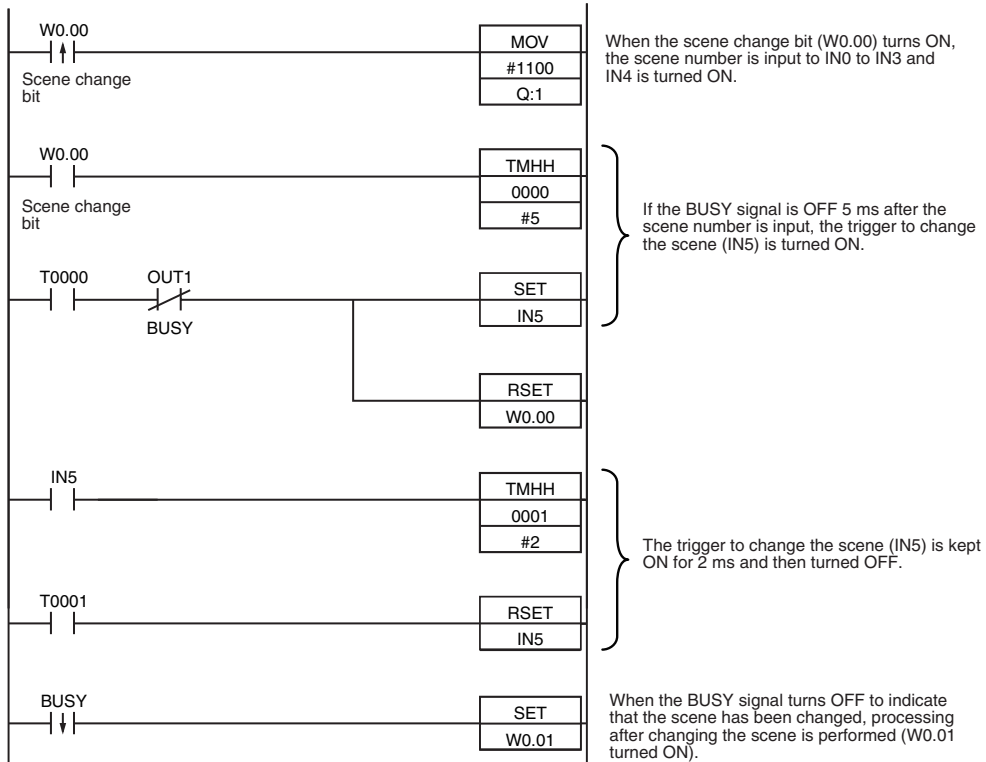 W0.00
Scene change
bit
MOV
#1100
Q:1
When the scene change bit (W0.00) turns ON,
the scene number is input to IN0 to IN3 and
IN4 is turned ON.
W0.00
Scene change
bit
TMHH
0000
#5
If the BUSY signal is OFF 5 ms after the
scene number is input, the trigger to change
the scene (IN5) is turned ON.
T0000
OUT1
BUSY
SET
IN5
RSET
W0.00
IN5
TMHH
0001
#2
The trigger to change the scene (IN5) is kept
ON for 2 ms and then turned OFF.
T0001
RSET
IN5
BUSY
SET
W0.01
When the BUSY signal turns OFF to indicate
that the scene has been changed, processing
after changing the scene is performed (W0.01
turned ON).